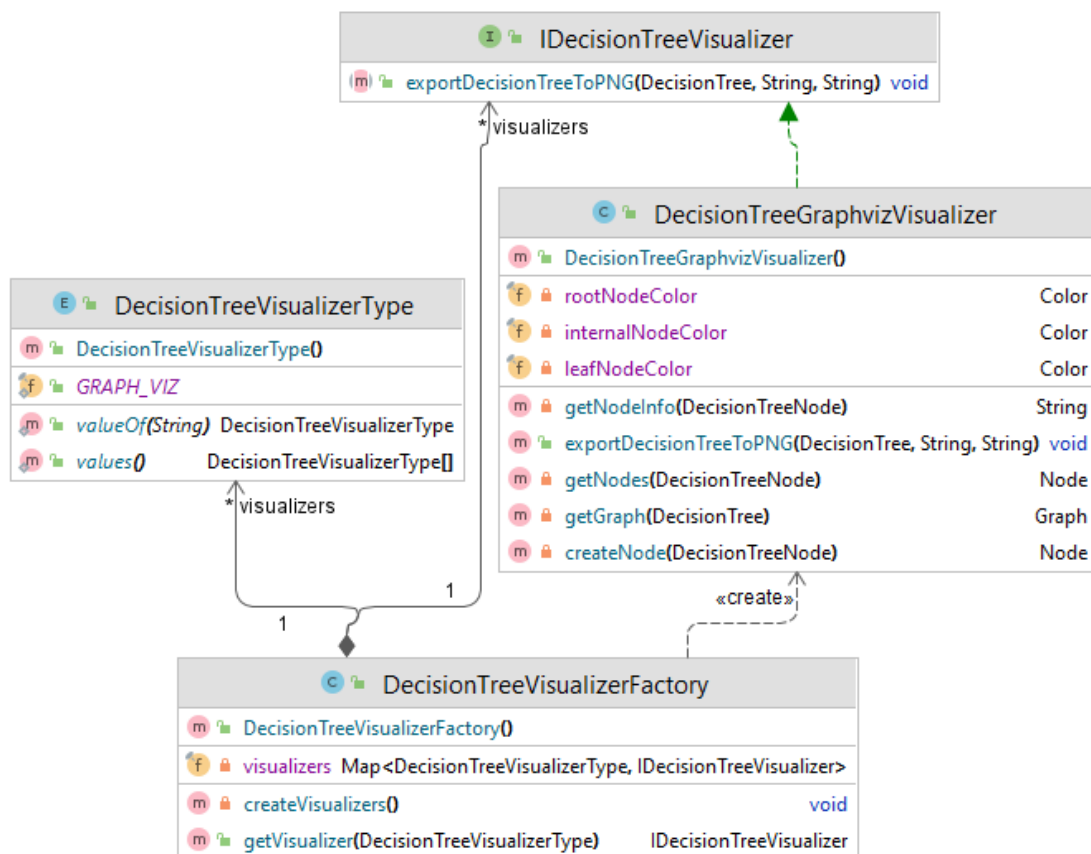 IDecisionTreeVisualizer
exportDecisionTreeToPNG(DecisionTree, String, String) void
* visualizers
DecisionTreeGraphvizVisualizer
DecisionTreeGraphvizVisualizer()
rootNodeColor Color
internalNodeColor Color
leafNodeColor Color
getNodeInfo(DecisionTreeNode) String
exportDecisionTreeToPNG(DecisionTree, String, String) void
getNodes(DecisionTreeNode) Node
getGraph(DecisionTree) Graph
createNode(DecisionTreeNode) Node
DecisionTreeVisualizerType
DecisionTreeVisualizerType()
GRAPH_VIZ
valueOf(String) DecisionTreeVisualizerType
values() DecisionTreeVisualizerType[]
* visualizers
1
1
«create»
DecisionTreeVisualizerFactory
DecisionTreeVisualizerFactory()
visualizers Map<DecisionTreeVisualizerType, IDecisionTreeVisualizer>
createVisualizers() void
getVisualizer(DecisionTreeVisualizerType) IDecisionTreeVisualizer